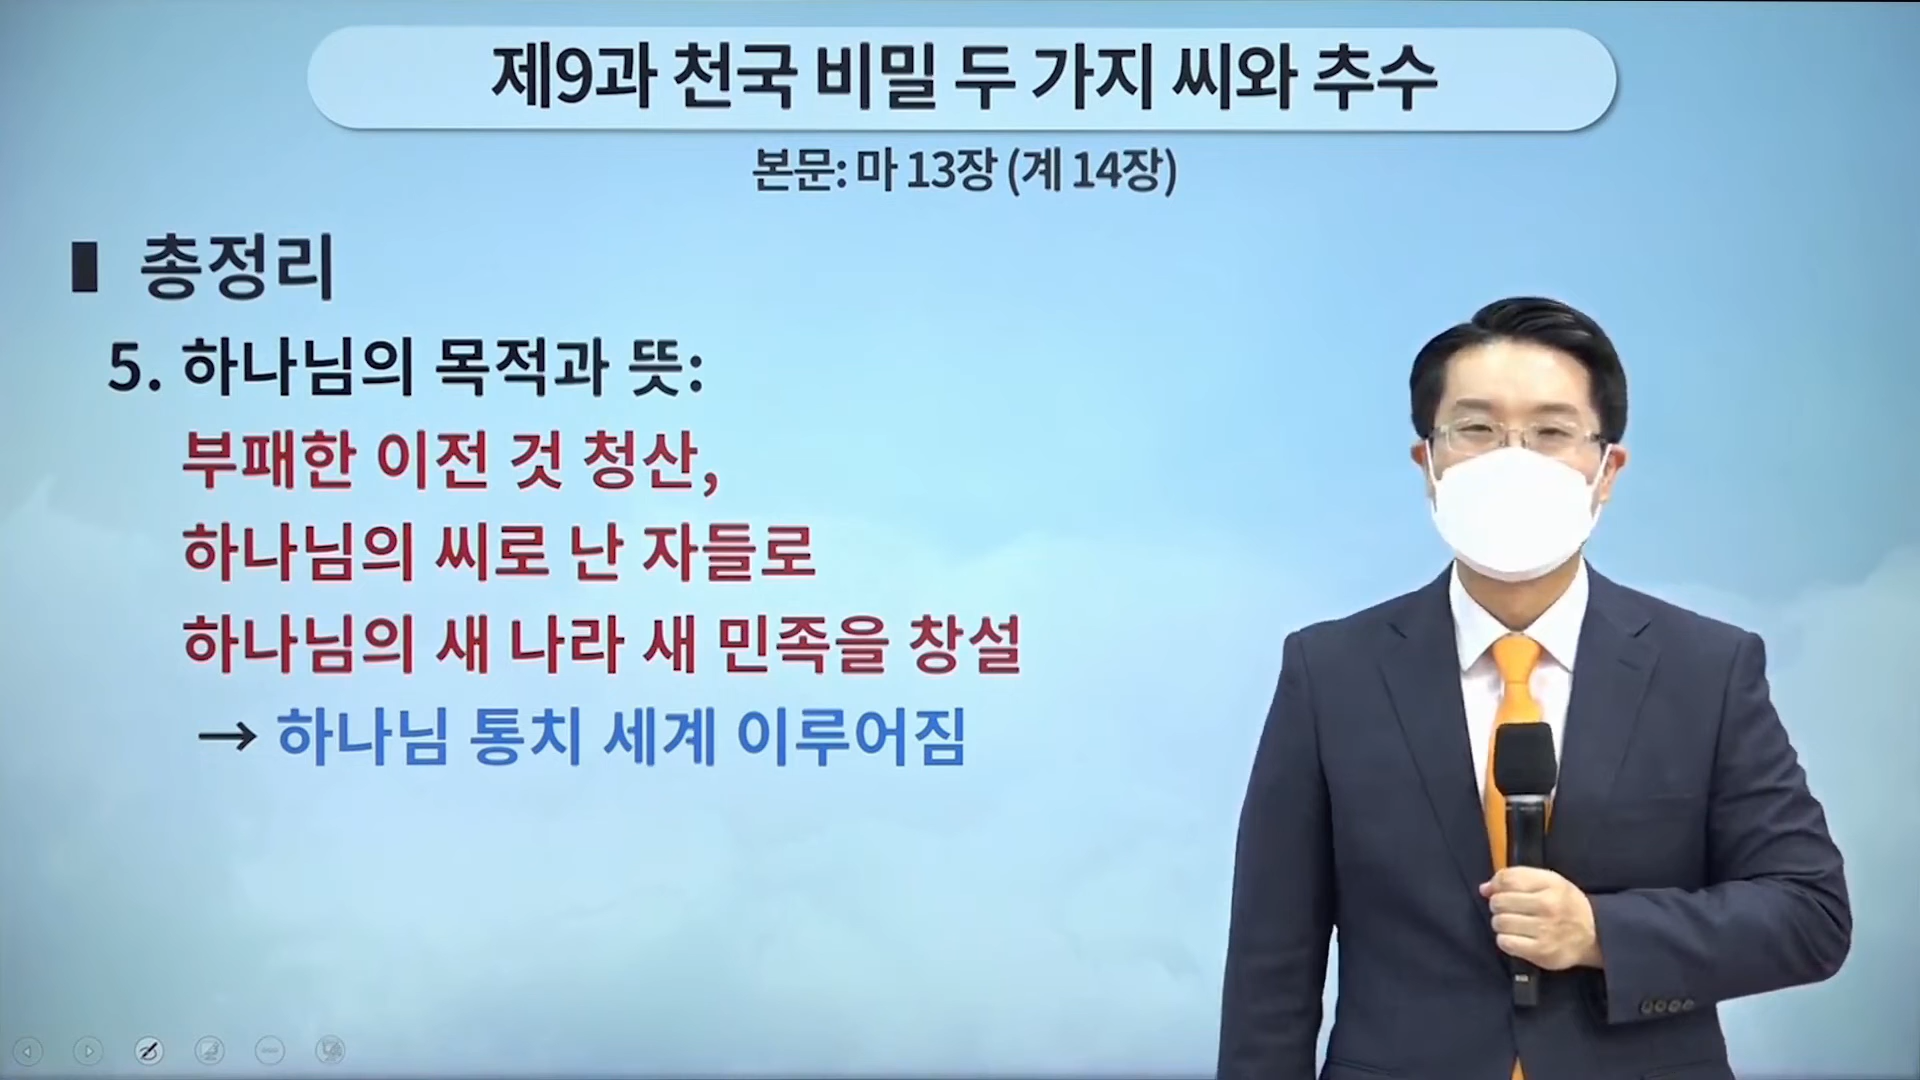 제9과 천국 비밀 두 가지 씨와 추수
본문: 마 13장 (계 14장)
총정리
5. 하나님의 목적과 뜻:
부패한 이전 것 청산,
하나님의 씨로 난 자들로
하나님의 새 나라 새 민족을 창설
→ 하나님 통치 세계 이루어짐